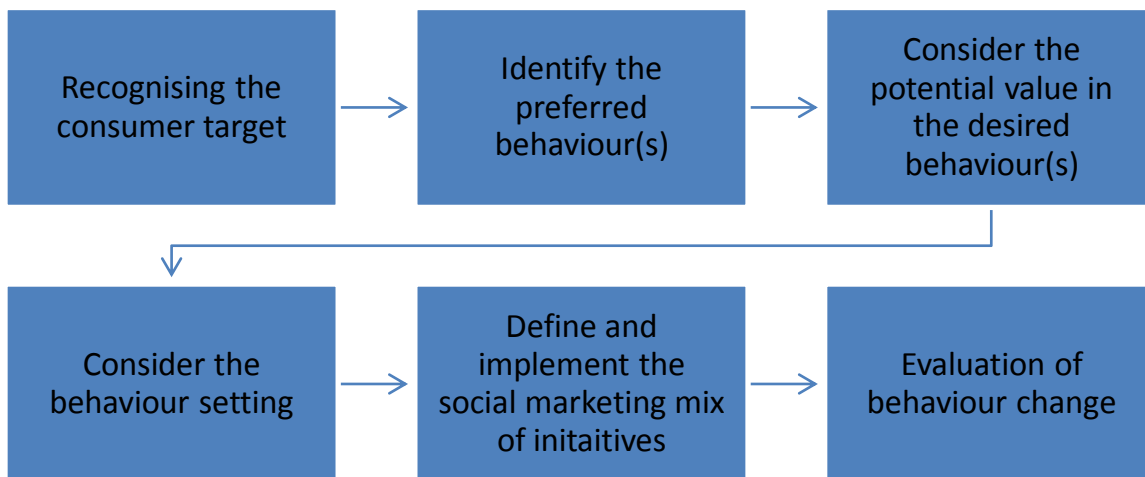 Recognising the
consumer target
Identify the
preferred
behaviour(s)
Consider the
potential value in
the desired
behaviour(s)
Consider the
behaviour setting
Define and
implement the
social marketing mix
of initaitives
Evaluation of
behaviour change